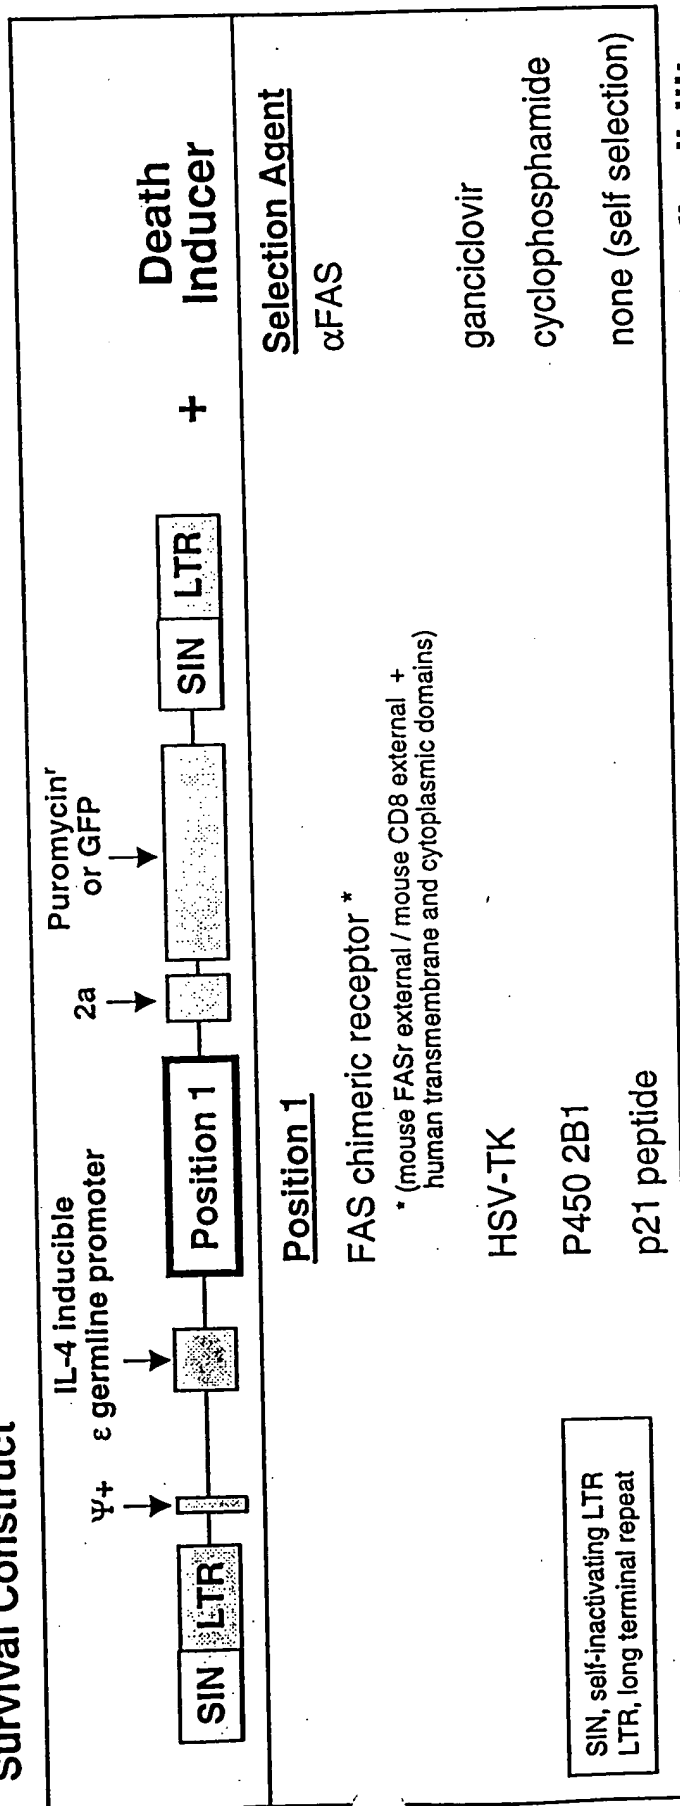 Survival Construct
Ψ+
IL-4 inducible
ε germline promoter
2a
Puromycinʳ
or GFP
SIN
LTR
Position 1
SIN
LTR
+
Death
Inducer
Position 1
Selection Agent
FAS chimeric receptor *
αFAS
* (mouse FASr external / mouse CD8 external +
human transmembrane and cytoplasmic domains)
HSV-TK
ganciclovir
P450 2B1
cyclophosphamide
p21 peptide
none (self selection)
SIN, self-inactivating LTR
LTR, long terminal repeat